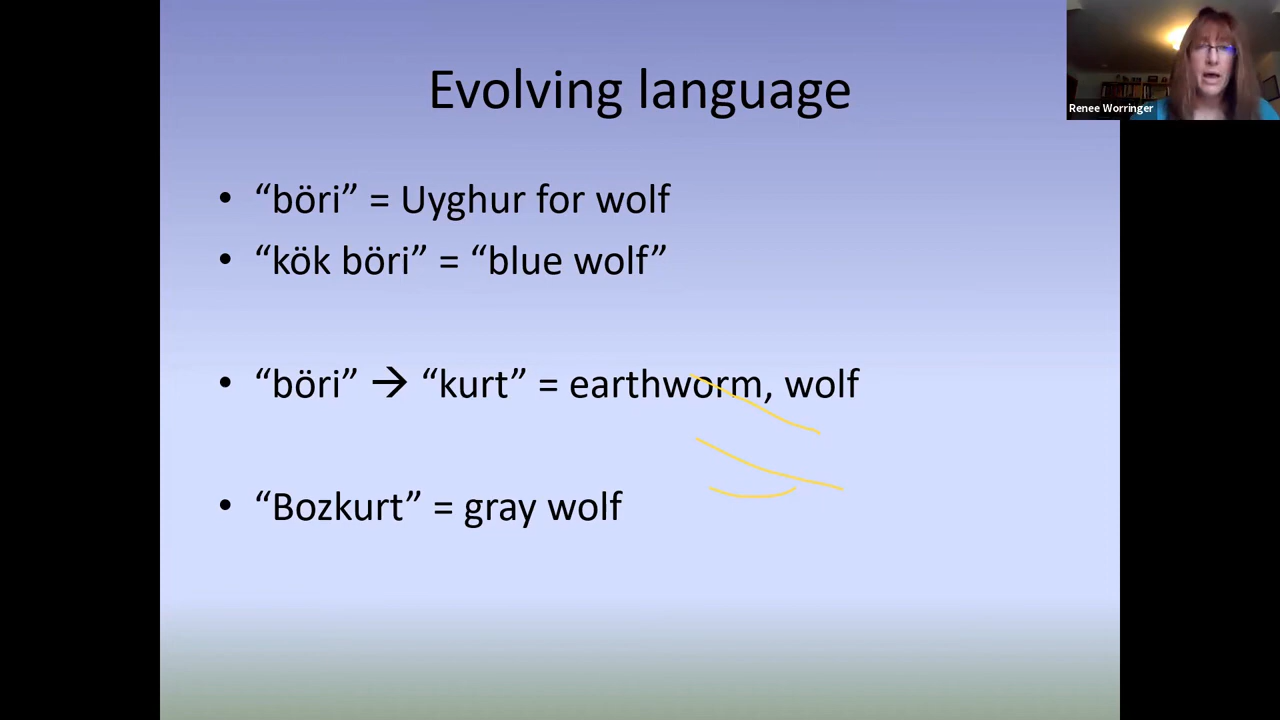 Evolving language
Renee Worringer
• “böri” = Uyghur for wolf
• “kök böri” = “blue wolf”
• “böri” → “kurt” = earthworm, wolf
• “Bozkurt” = gray wolf